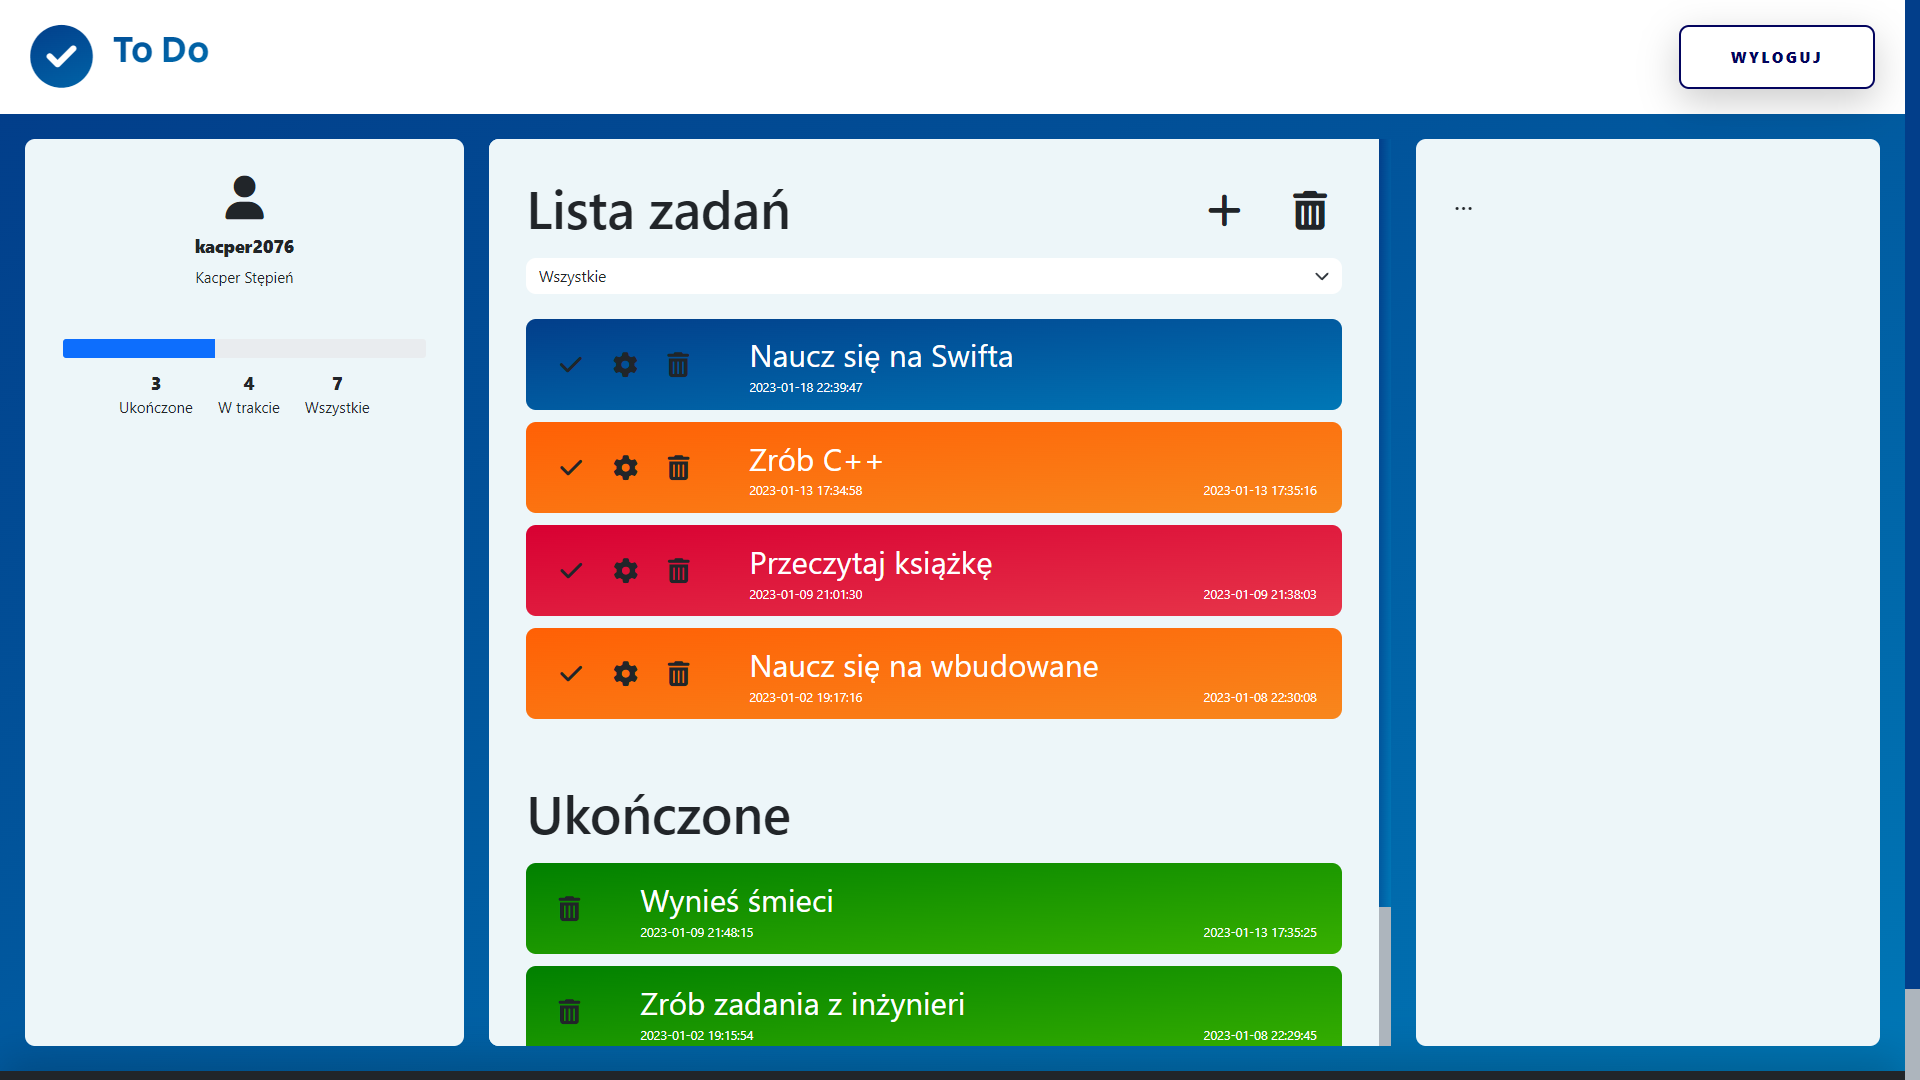 To Do
WYLOGUJ
kacper2076
Kacper Stępień
3 4 7
Ukończone W trakcie Wszystkie
Lista zadań
Wszystkie
Naucz się na Swifta
2023-01-18 22:39:47
Zrób C++
2023-01-13 17:34:58 2023-01-13 17:35:16
Przeczytaj książkę
2023-01-09 21:01:30 2023-01-09 21:38:03
Naucz się na wbudowane
2023-01-02 19:17:16 2023-01-08 22:30:08
Ukończone
Wynieś śmieci
2023-01-09 21:48:15 2023-01-13 17:35:25
Zrób zadania z inżynieri
2023-01-02 19:15:54 2023-01-08 22:29:45
...